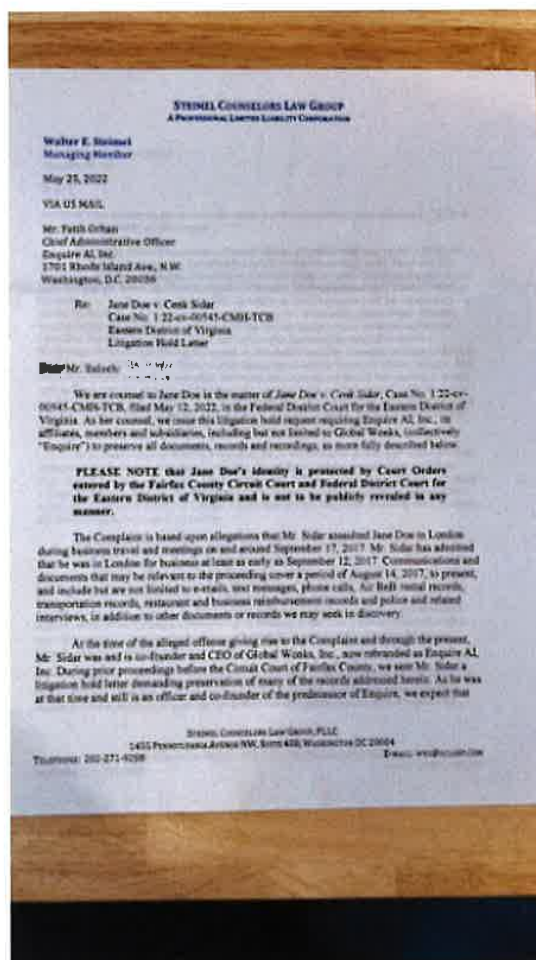 STEIMEL COUNSELORS LAW GROUP
A PROFESSIONAL LIMITED LIABILITY CORPORATION
Walter E. Steimel
Managing Member
May 25, 2022
VIA US MAIL
Mr. Fatih Orhan
Chief Administrative Officer
Enquire AI, Inc.
1701 Rhode Island Ave., N.W.
Washington, D.C. 20036
Re: Jane Doe v. Cenk Sidar
Case No. 1:22-cv-00545-CMH-TCB
Eastern District of Virginia
Litigation Hold Letter
Mr.
We are counsel to Jane Doe in the matter of Jane Doe v. Cenk Sidar, Case No. 1:22-cv-
00545-CMH-TCB, filed May 12, 2022, in the Federal District Court for the Eastern District of
Virginia. As her counsel, we issue this litigation hold request requiring Enquire AI, Inc., its
affiliates, members and subsidiaries, including but not limited to Global Wonks, (collectively
"Enquire") to preserve all documents, records and recordings, as more fully described below.
PLEASE NOTE that Jane Doe's identity is protected by Court Orders
entered by the Fairfax County Circuit Court and Federal District Court for
the Eastern District of Virginia and is not to be publicly revealed in any
manner.
The Complaint is based upon allegations that Mr. Sidar assaulted Jane Doe in London
during business travel and meetings on and around September 17, 2017. Mr. Sidar has admitted
that he was in London for business at least as early as September 12, 2017. Communications and
documents that may be relevant to the proceeding cover a period of August 14, 2017, to present,
and include but are not limited to e-mails, text messages, phone calls, Air BnB rental records,
transportation records, restaurant and business reimbursement records and police and related
interviews, in addition to other documents or records we may seek in discovery.
At the time of the alleged offense giving rise to the Complaint and through the present,
Mr. Sidar was and is co-founder and CEO of Global Wonks, Inc., now rebranded as Enquire AI,
Inc. During prior proceedings before the Circuit Court of Fairfax County, we sent Mr. Sidar a
litigation hold letter demanding preservation of many of the records addressed herein. As he was
at that time and still is an officer and co-founder of the predecessor of Enquire, we expect that
STEIMEL COUNSELORS LAW GROUP, PLLC
1455 PENNSYLVANIA AVENUE NW, SUITE 400, WASHINGTON DC 20004
TELEPHONE: 202-271-9258 E-MAIL: